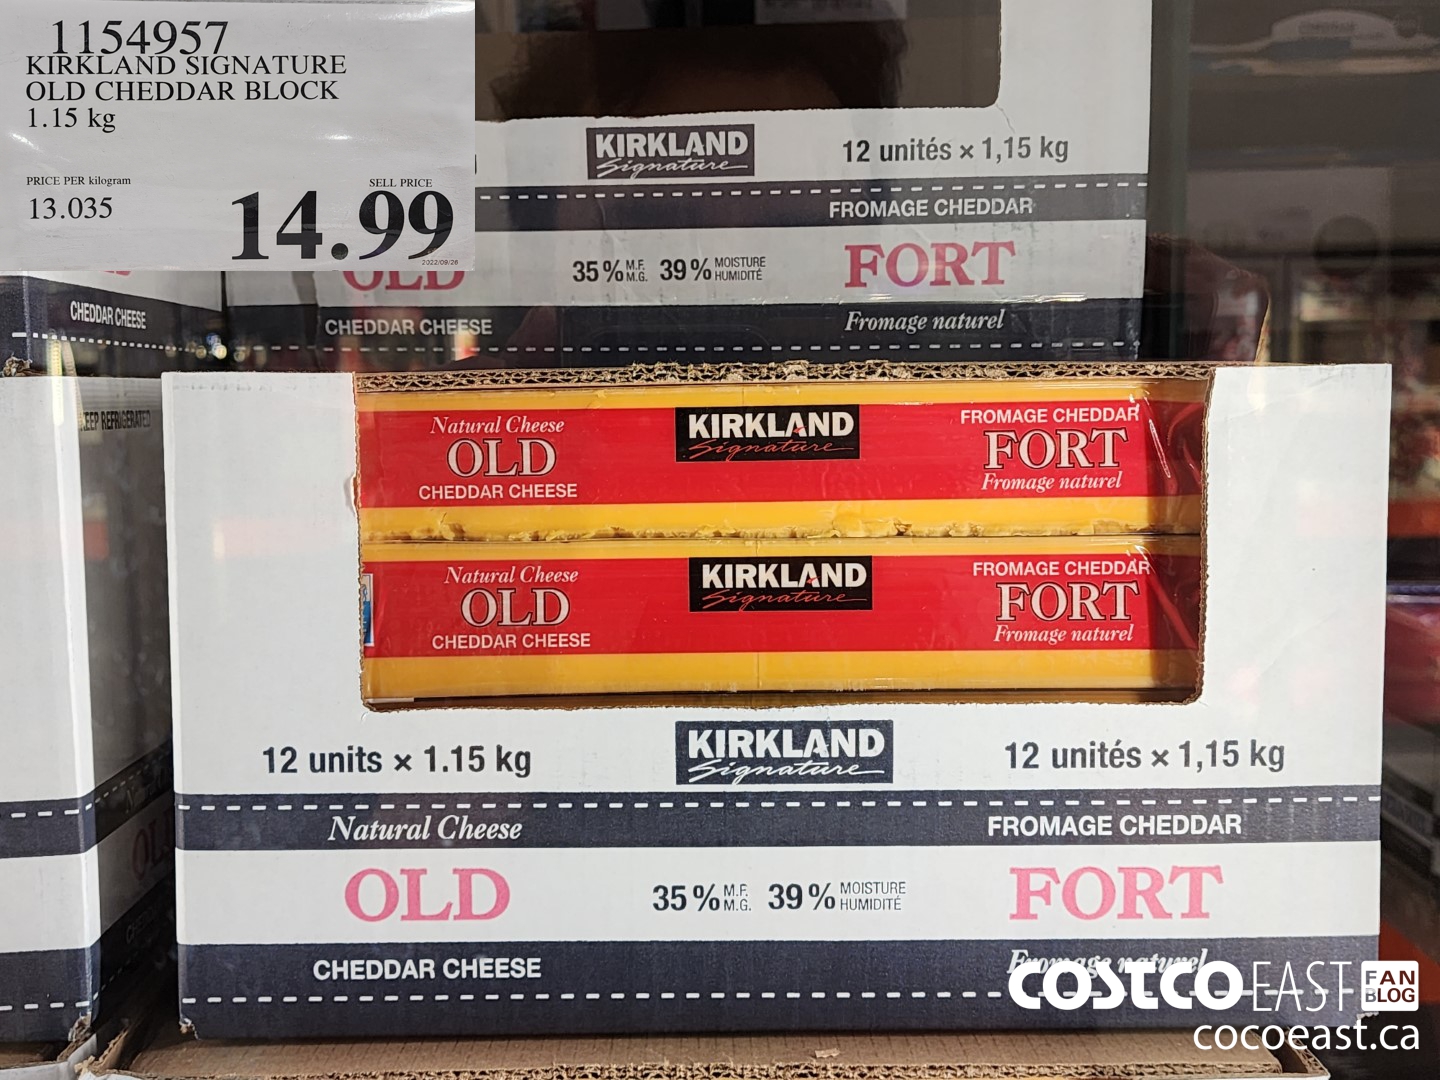 1154957
KIRKLAND SIGNATURE
OLD CHEDDAR BLOCK
1.15 kg
PRICE PER kilogram
SELL PRICE
13.035
14.99
2022/09/26
KIRKLAND
Signature
12 unités × 1,15 kg
FROMAGE CHEDDAR
OLD
35% M.F. M.G. 39% MOISTURE HUMIDITÉ
FORT
CHEDDAR CHEESE
Fromage naturel
CHEDDAR CHEESE
KEEP REFRIGERATED
Natural Cheese
OLD
CHEDDAR CHEESE
KIRKLAND
Signature
FROMAGE CHEDDAR
FORT
Fromage naturel
Natural Cheese
OLD
CHEDDAR CHEESE
KIRKLAND
Signature
FROMAGE CHEDDAR
FORT
Fromage naturel
12 units × 1.15 kg
KIRKLAND
Signature
12 unités × 1,15 kg
Natural Cheese
FROMAGE CHEDDAR
OLD
35% M.F. M.G. 39% MOISTURE HUMIDITÉ
FORT
CHEDDAR CHEESE
Fromage naturel
OLD
COSTCO EAST FAN BLOG
cocoeast.ca